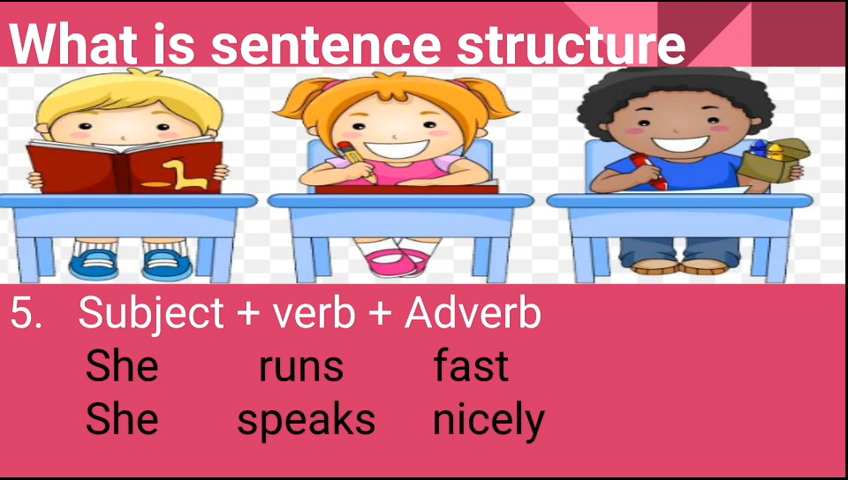 What is sentence structure
5. Subject + verb + Adverb
She runs fast
She speaks nicely